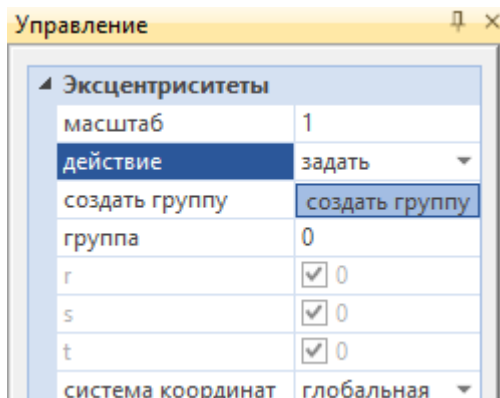 Управление
Эксцентриситеты
масштаб 1
действие задать
создать группу создать группу
группа 0
r 0
s 0
t 0
система координат глобальная